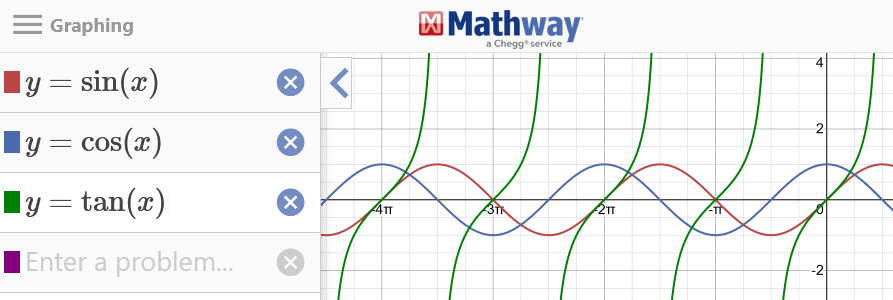 Graphing
Mathway
a Chegg® service
y = sin(x)
y = cos(x)
y = tan(x)
Enter a problem...
4
2
-4π
-3π
-2π
-π
0
-2